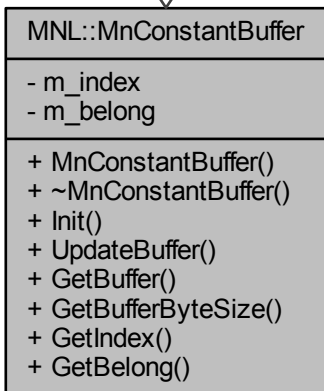 MNL::MnConstantBuffer
- m_index
- m_belong
+ MnConstantBuffer()
+ ~MnConstantBuffer()
+ Init()
+ UpdateBuffer()
+ GetBuffer()
+ GetBufferByteSize()
+ GetIndex()
+ GetBelong()